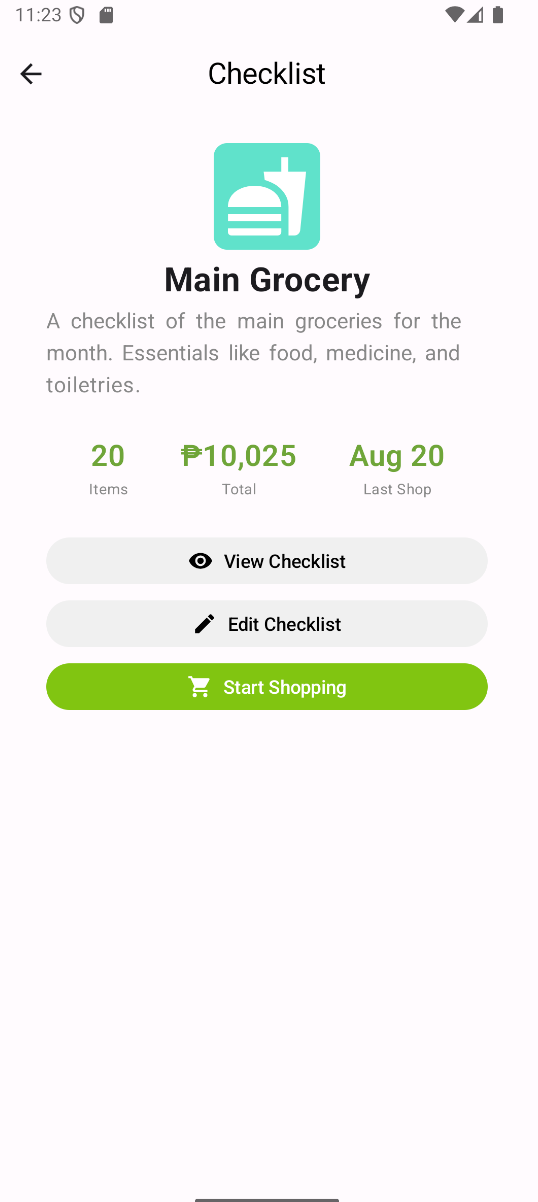 11:23
Checklist
Main Grocery
A checklist of the main groceries for the
month. Essentials like food, medicine, and
toiletries.
20 ₱10,025 Aug 20
Items Total Last Shop
View Checklist
Edit Checklist
Start Shopping